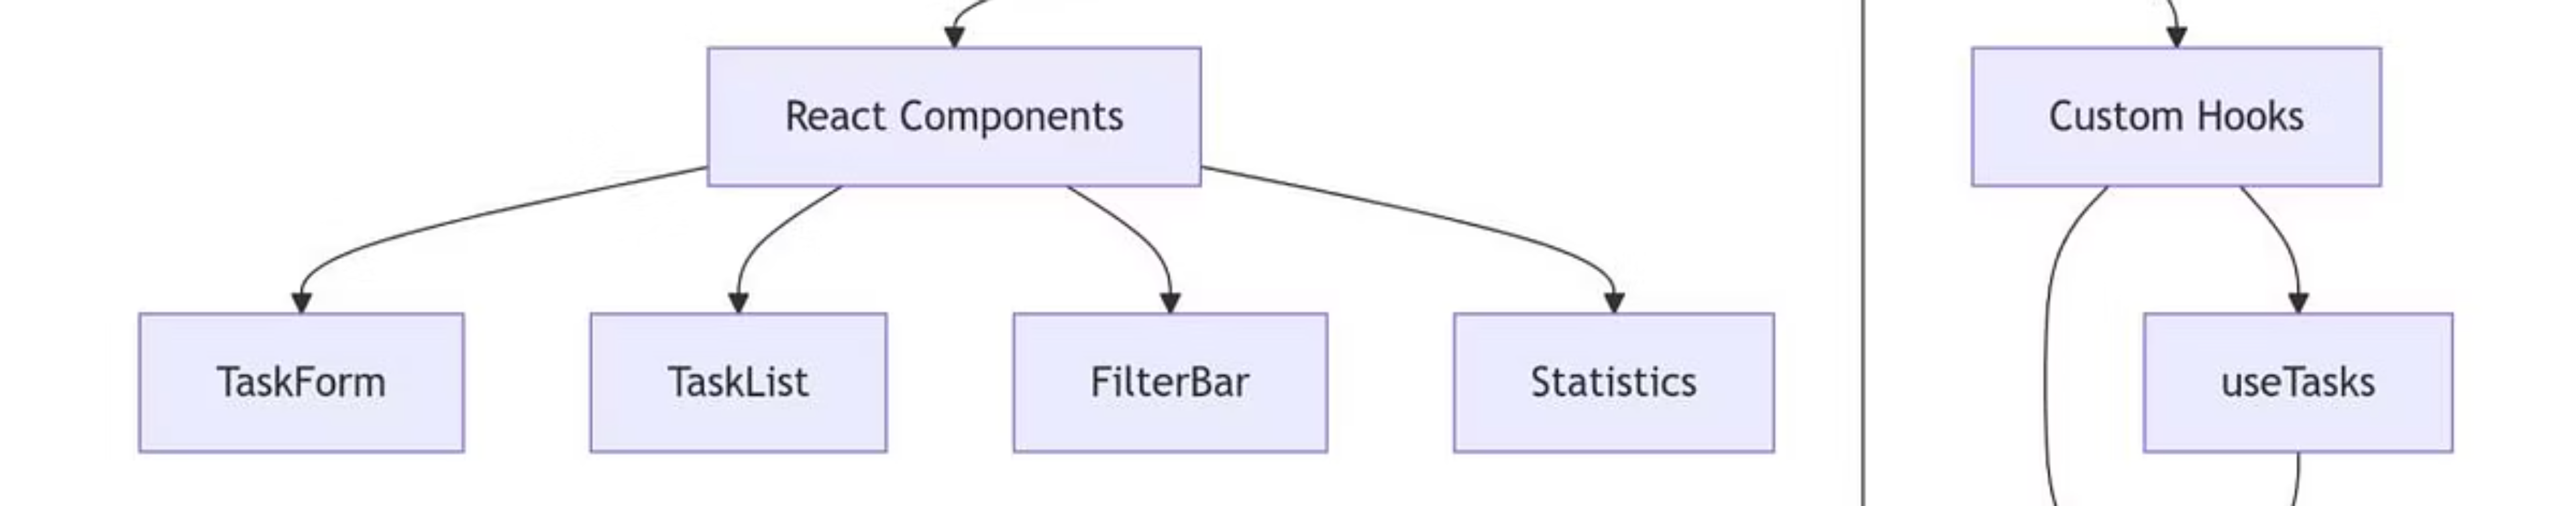 React Components
Custom Hooks
TaskForm
TaskList
FilterBar
Statistics
useTasks